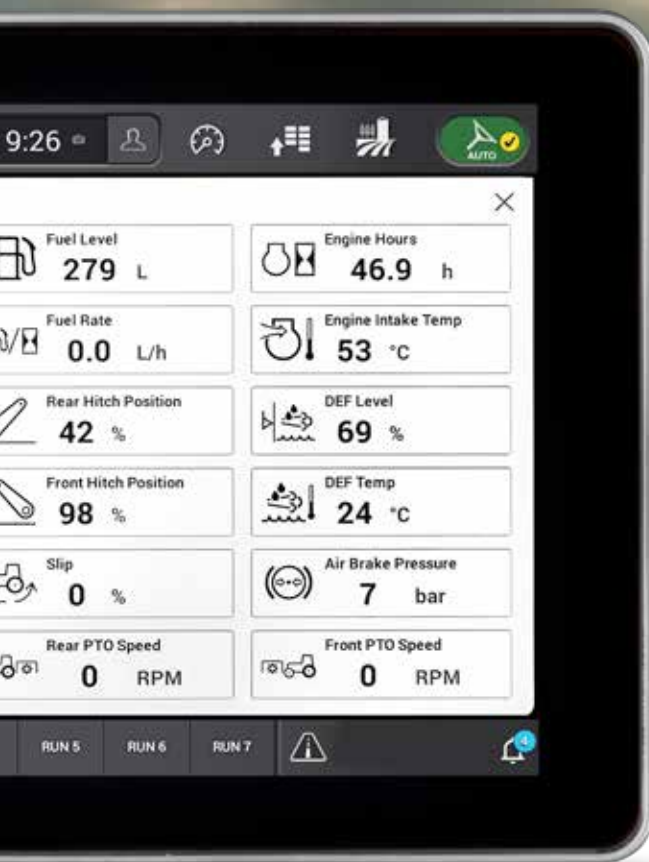 9:26
AUTO
Fuel Level
279 L
Engine Hours
46.9 h
Fuel Rate
0.0 L/h
Engine Intake Temp
53 °C
Rear Hitch Position
42 %
DEF Level
69 %
Front Hitch Position
98 %
DEF Temp
24 °C
Slip
0 %
Air Brake Pressure
7 bar
Rear PTO Speed
0 RPM
Front PTO Speed
0 RPM
RUN 5 RUN 6 RUN 7
4